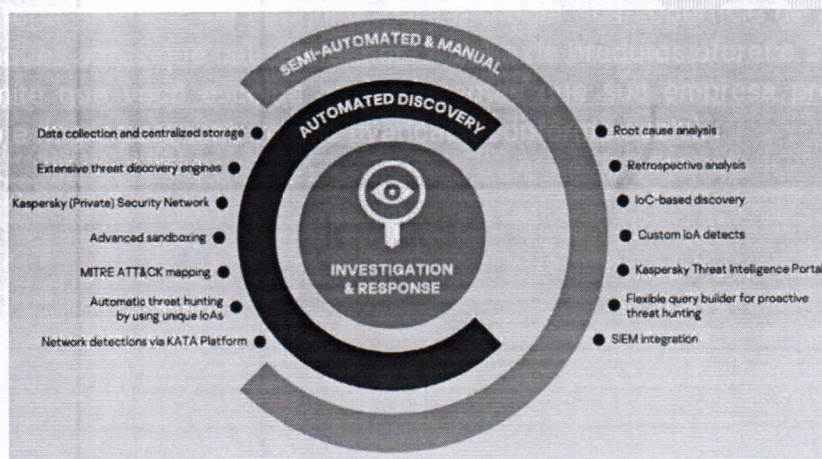 SEMI-AUTOMATED & MANUAL
AUTOMATED DISCOVERY
Data collection and centralized storage
Extensive threat discovery engines
Kaspersky (Private) Security Network
Advanced sandboxing
MITRE ATT&CK mapping
Automatic threat hunting
by using unique IoAs
Network detections via KATA Platform
INVESTIGATION
& RESPONSE
Root cause analysis
Retrospective analysis
IoC-based discovery
Custom IoA detects
Kaspersky Threat Intelligence Portal
Flexible query builder for proactive
threat hunting
SIEM integration